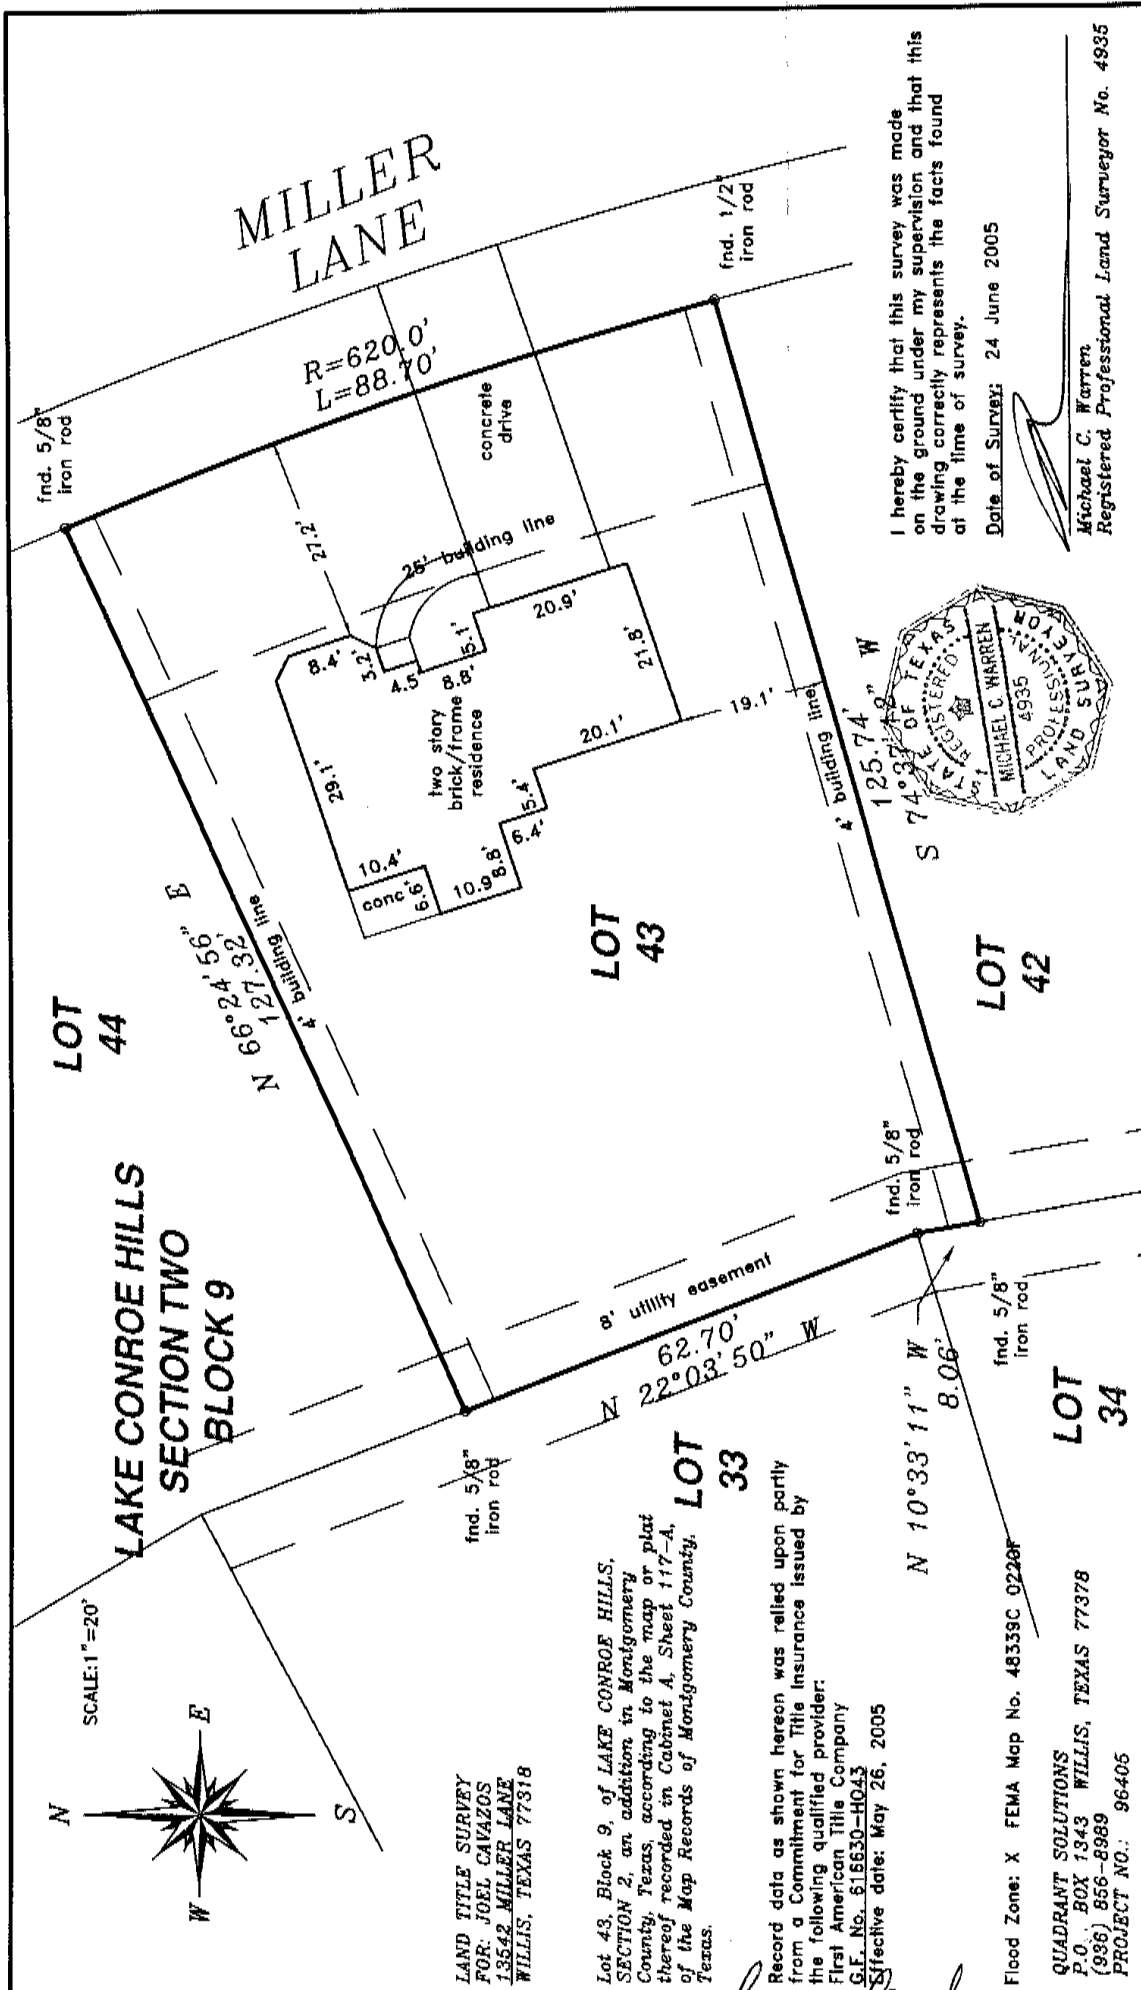 N
W
E
S
SCALE:1"=20'
LAKE CONROE HILLS
SECTION TWO
BLOCK 9
LOT
44
fnd. 5/8"
iron rod
MILLER
LANE
R=620.0'
L=88.70'
N 66°24'56" E
127.32'
4' building line
27.2'
25' building line
concrete
drive
8.4'
3.2'
4.5'
8.8'
5.1'
20.9'
21.8'
29.1'
two story
brick/frame
residence
10.4'
conc
6.6'
10.9'
8.8'
6.4'
5.4'
20.1'
19.1'
LOT
43
4' building line
125.74'
S 74°37'12" W
fnd. 1/2"
iron rod
LOT
42
fnd. 5/8"
iron rod
8' utility easement
62.70'
N 22°03'50" W
fnd. 5/8"
iron rod
LOT
33
N 10°33'11" W
8.06'
fnd. 5/8"
iron rod
LOT
34
LAND TITLE SURVEY
FOR: JOEL CAVAZOS
13542 MILLER LANE
WILLIS, TEXAS 77318
Lot 43, Block 9, of LAKE CONROE HILLS,
SECTION 2, an addition in Montgomery
County, Texas, according to the map or plat
thereof recorded in Cabinet A, Sheet 117-A,
of the Map Records of Montgomery County,
Texas.
Record data as shown hereon was relied upon partly
from a Commitment for Title Insurance issued by
the following qualified provider:
First American Title Company
G.F. No. 616630-HO43
Effective date: May 26, 2005
Flood Zone: X FEMA Map No. 48339C 0220F
QUADRANT SOLUTIONS
P.O. BOX 1343 WILLIS, TEXAS 77378
(936) 856-8989
PROJECT NO.: 96405
I hereby certify that this survey was made
on the ground under my supervision and that this
drawing correctly represents the facts found
at the time of survey.
Date of Survey: 24 June 2005
Michael C. Warren
Registered Professional Land Surveyor No. 4935
STATE OF TEXAS
REGISTERED
MICHAEL C. WARREN
4935
PROFESSIONAL
LAND SURVEYOR